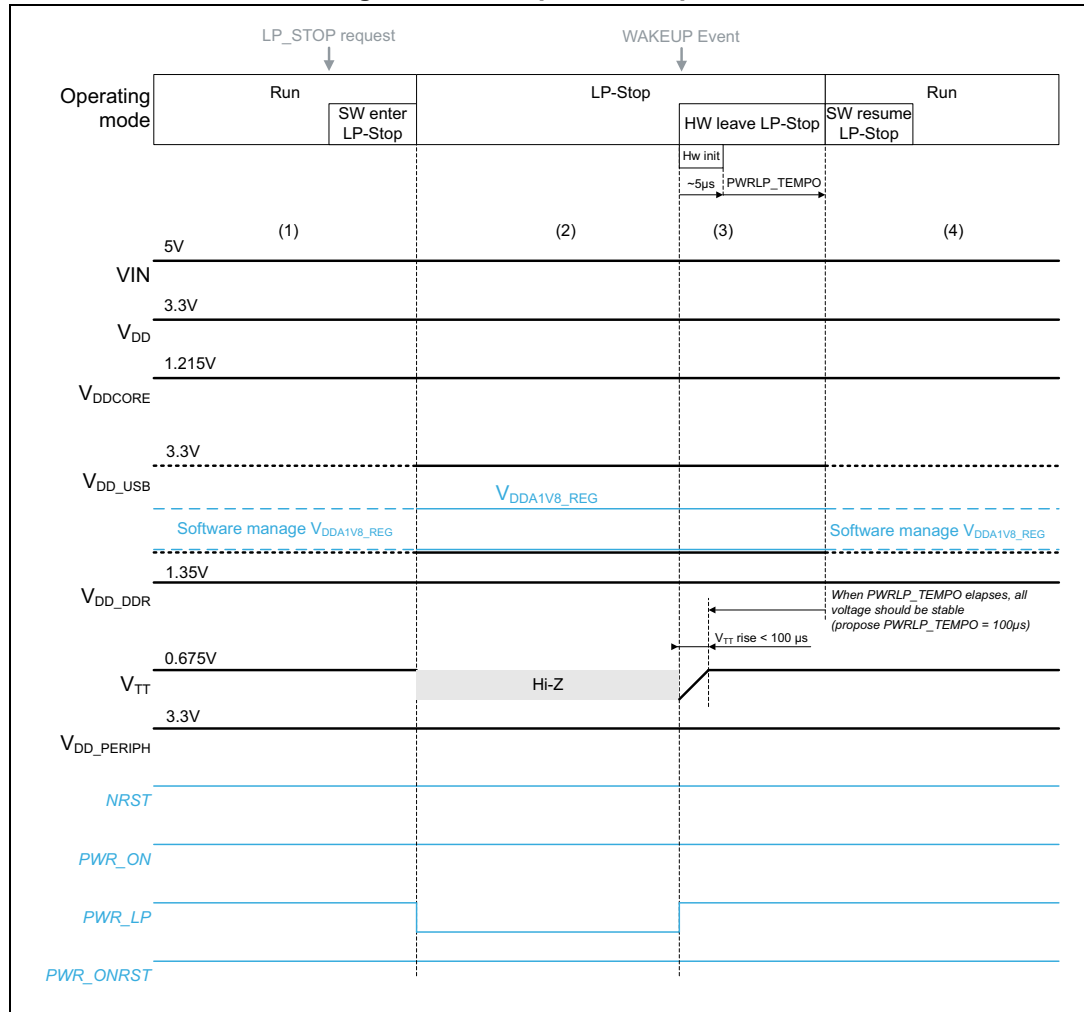 LP_STOP request
WAKEUP Event
Operating mode
Run
LP-Stop
Run
SW enter LP-Stop
HW leave LP-Stop
SW resume LP-Stop
Hw init
~5µs
PWRLP_TEMPO
(1)
(2)
(3)
(4)
5V
VIN
3.3V
VDD
1.215V
VDDCORE
3.3V
VDD_USB
VDDA1V8_REG
Software manage VDDA1V8_REG
Software manage VDDA1V8_REG
1.35V
VDD_DDR
When PWRLP_TEMPO elapses, all
voltage should be stable
(propose PWRLP_TEMPO = 100µs)
VTT rise < 100 µs
0.675V
VTT
Hi-Z
3.3V
VDD_PERIPH
NRST
PWR_ON
PWR_LP
PWR_ONRST